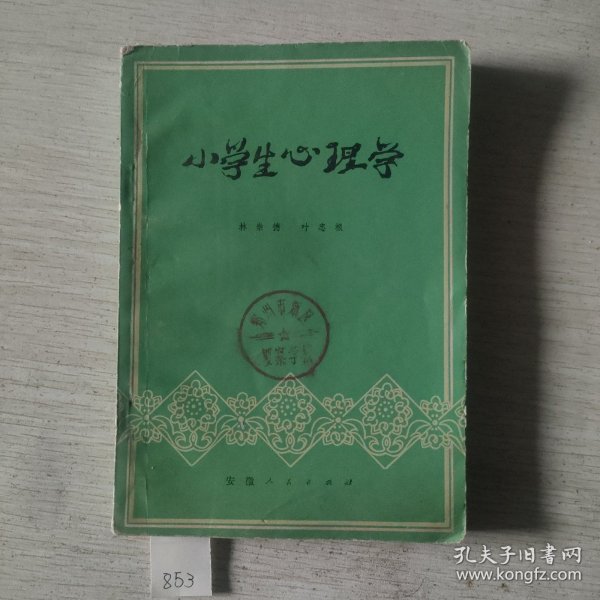 小学生心理学
林崇德 叶忠根
安徽人民出版社
853
孔夫子旧书网
www.kongfz.com